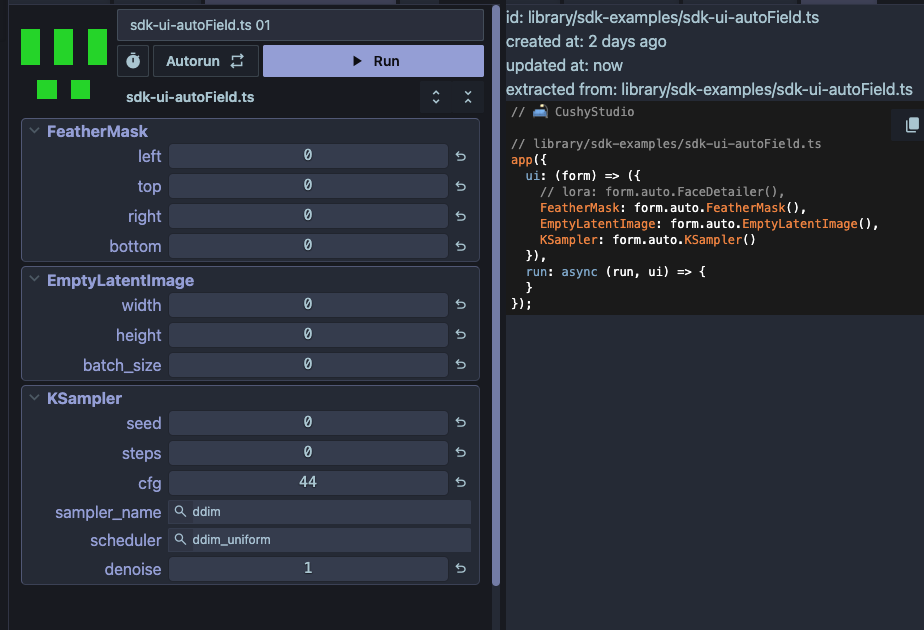 sdk-ui-autoField.ts 01
Autorun
Run
sdk-ui-autoField.ts
FeatherMask
left 0
top 0
right 0
bottom 0
EmptyLatentImage
width 0
height 0
batch_size 0
KSampler
seed 0
steps 0
cfg 44
sampler_name ddim
scheduler ddim_uniform
denoise 1
id: library/sdk-examples/sdk-ui-autoField.ts
created at: 2 days ago
updated at: now
extracted from: library/sdk-examples/sdk-ui-autoField.ts
// 🛋️ CushyStudio
// library/sdk-examples/sdk-ui-autoField.ts
app({
ui: (form) => ({
// lora: form.auto.FaceDetailer(),
FeatherMask: form.auto.FeatherMask(),
EmptyLatentImage: form.auto.EmptyLatentImage(),
KSampler: form.auto.KSampler()
}),
run: async (run, ui) => {
}
});